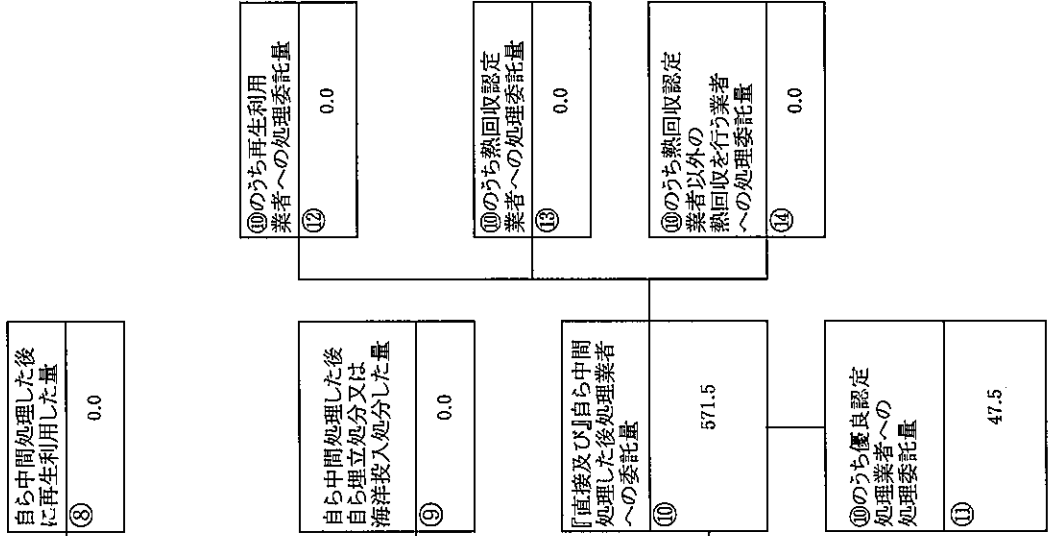 自ら中間処理した後
に再生利用した量
⑧
0.0
自ら中間処理した後
自ら埋立処分又は
海洋投入処分した量
⑨
0.0
『直接及び』自ら中間
処理した後処理業者
への委託量
⑩
571.5
⑩のうち優良認定
処理業者への
処理委託量
⑪
47.5
⑩のうち再生利用
業者への処理委託量
⑫
0.0
⑩のうち熱回収認定
業者への処理委託量
⑬
0.0
⑩のうち熱回収認定
業者以外の
熱回収を行う業者
への処理委託量
⑭
0.0